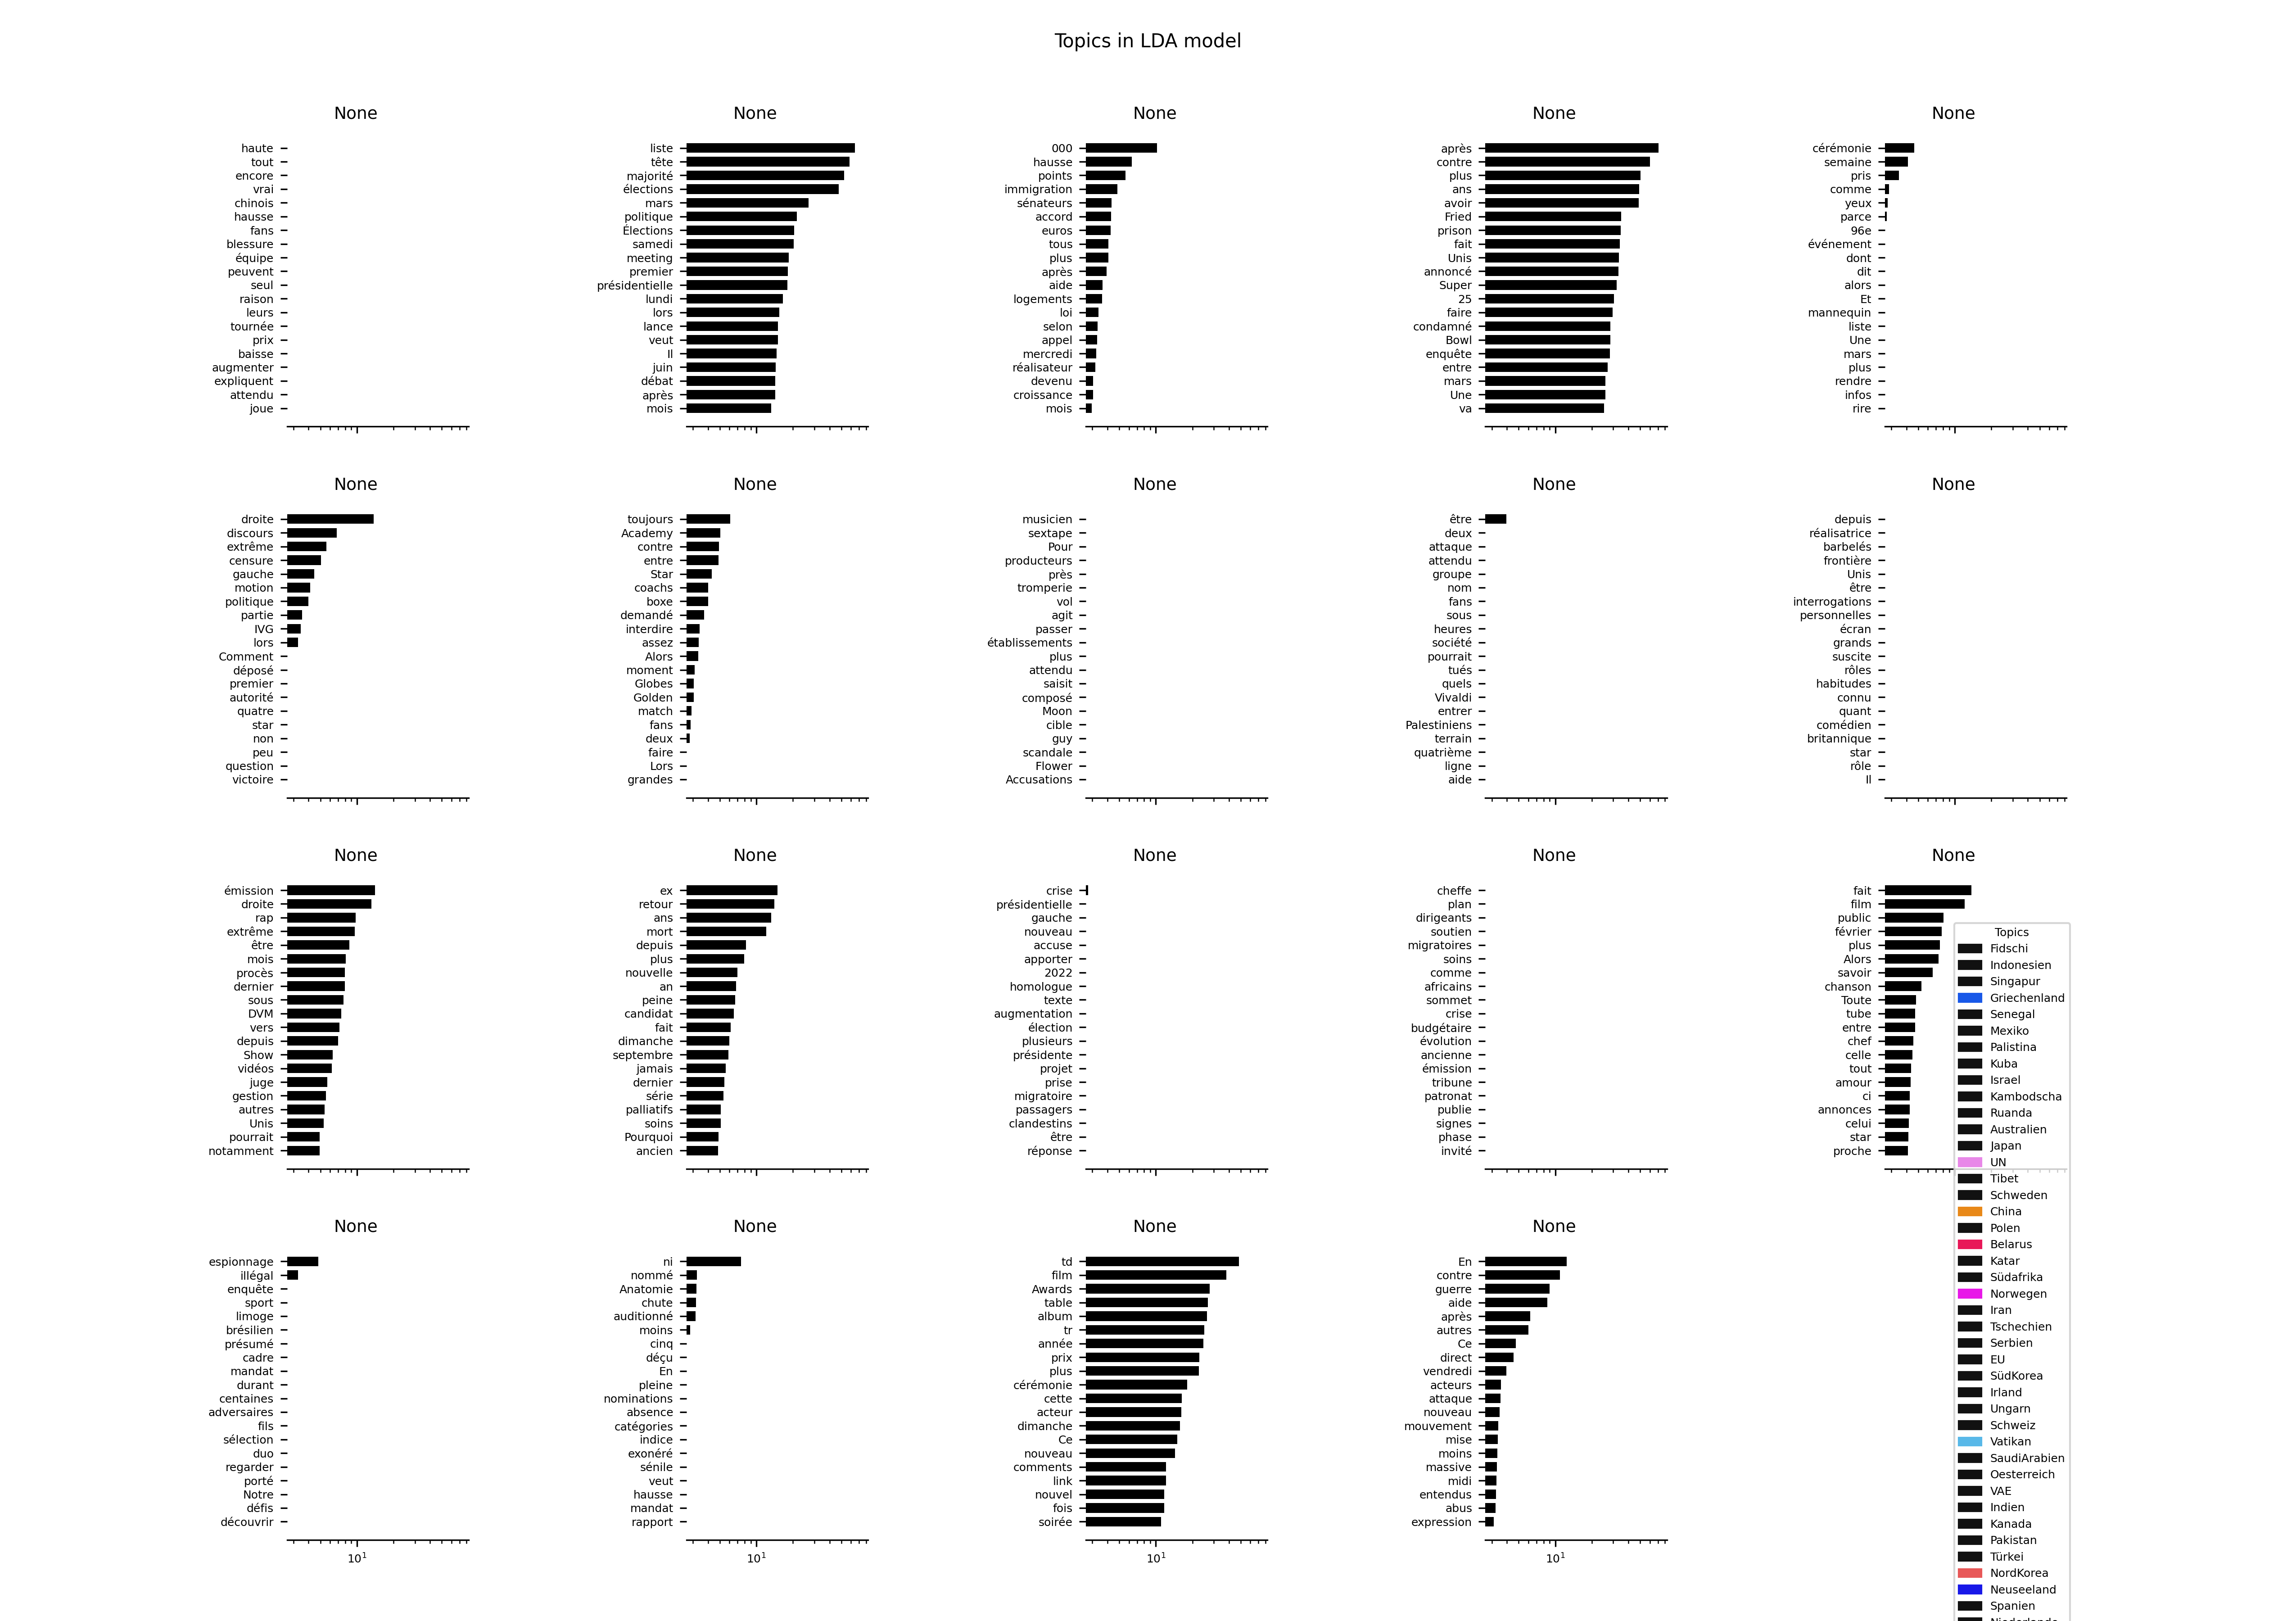 Topics in LDA model
None
haute
tout
encore
vrai
chinois
hausse
fans
blessure
équipe
peuvent
seul
raison
leurs
tournée
prix
baisse
augmenter
expliquent
attendu
joue
None
liste
tête
majorité
élections
mars
politique
Élections
samedi
meeting
premier
présidentielle
lundi
lors
lance
veut
Il
juin
débat
après
mois
None
000
hausse
points
immigration
sénateurs
accord
euros
tous
plus
après
aide
logements
loi
selon
appel
mercredi
réalisateur
devenu
croissance
mois
None
après
contre
plus
ans
avoir
Fried
prison
fait
Unis
annoncé
Super
25
faire
condamné
Bowl
enquête
entre
mars
Une
va
None
cérémonie
semaine
pris
comme
yeux
parce
96e
événement
dont
dit
alors
Et
mannequin
liste
Une
mars
plus
rendre
infos
rire
None
droite
discours
extrême
censure
gauche
motion
politique
partie
IVG
lors
Comment
déposé
premier
autorité
quatre
star
non
peu
question
victoire
None
toujours
Academy
contre
entre
Star
coachs
boxe
demandé
interdire
assez
Alors
moment
Globes
Golden
match
fans
deux
faire
Lors
grandes
None
musicien
sextape
Pour
producteurs
près
tromperie
vol
agit
passer
établissements
plus
attendu
saisit
composé
Moon
cible
guy
scandale
Flower
Accusations
None
être
deux
attaque
attendu
groupe
nom
fans
sous
heures
société
pourrait
tués
quels
Vivaldi
entrer
Palestiniens
terrain
quatrième
ligne
aide
None
depuis
réalisatrice
barbelés
frontière
Unis
être
interrogations
personnelles
écran
grands
suscite
rôles
habitudes
connu
quant
comédien
britannique
star
rôle
Il
None
émission
droite
rap
extrême
être
mois
procès
dernier
sous
DVM
vers
depuis
Show
vidéos
juge
gestion
autres
Unis
pourrait
notamment
None
ex
retour
ans
mort
depuis
plus
nouvelle
an
peine
candidat
fait
dimanche
septembre
jamais
dernier
série
palliatifs
soins
Pourquoi
ancien
None
crise
présidentielle
gauche
nouveau
accuse
apporter
2022
homologue
texte
augmentation
élection
plusieurs
présidente
projet
prise
migratoire
passagers
clandestins
être
réponse
None
cheffe
plan
dirigeants
soutien
migratoires
soins
comme
africains
sommet
crise
budgétaire
évolution
ancienne
émission
tribune
patronat
publie
signes
phase
invité
None
fait
film
public
février
plus
Alors
savoir
chanson
Toute
tube
entre
chef
celle
tout
amour
ci
annonces
celui
star
proche
None
espionnage
illégal
enquête
sport
limoge
brésilien
présumé
cadre
mandat
durant
centaines
adversaires
fils
sélection
duo
regarder
porté
Notre
défis
découvrir
10¹
None
ni
nommé
Anatomie
chute
auditionné
moins
cinq
déçu
En
pleine
nominations
absence
catégories
indice
exonéré
sénile
veut
hausse
mandat
rapport
10¹
None
td
film
Awards
table
album
tr
année
prix
plus
cérémonie
cette
acteur
dimanche
Ce
nouveau
comments
link
nouvel
fois
soirée
10¹
None
En
contre
guerre
aide
après
autres
Ce
direct
vendredi
acteurs
attaque
nouveau
mouvement
mise
moins
massive
midi
entendus
abus
expression
10¹
Topics
Fidschi
Indonesien
Singapur
Griechenland
Senegal
Mexiko
Palistina
Kuba
Israel
Kambodscha
Ruanda
Australien
Japan
UN
Tibet
Schweden
China
Polen
Belarus
Katar
Südafrika
Norwegen
Iran
Tschechien
Serbien
EU
SüdKorea
Irland
Ungarn
Schweiz
Vatikan
SaudiArabien
Oesterreich
VAE
Indien
Kanada
Pakistan
Türkei
NordKorea
Neuseeland
Spanien